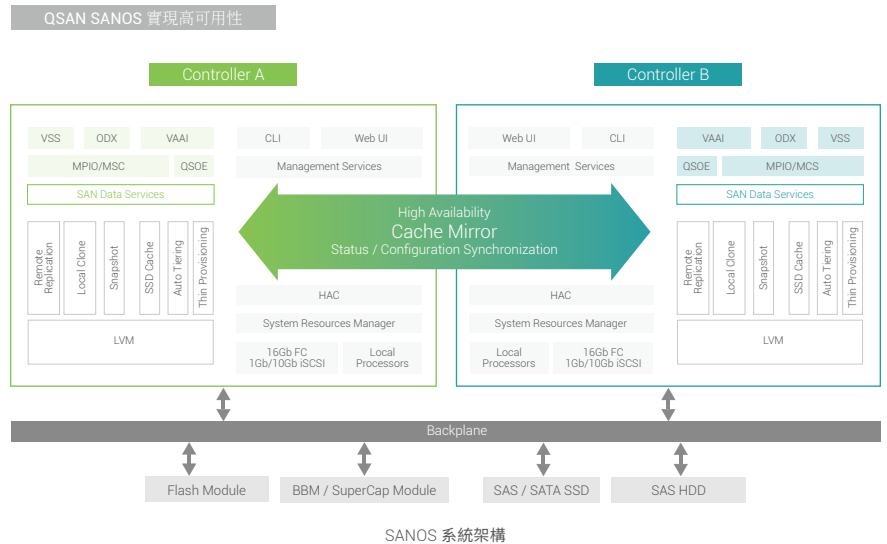 QSAN SANOS 實現高可用性
Controller A
Controller B
VSS
ODX
VAAI
CLI
Web UI
MPIO/MSC
QSOE
Management Services
SAN Data Services
Remote
Replication
Local Clone
Snapshot
SSD Cache
Auto Tiering
Thin Provisioning
LVM
HAC
System Resources Manager
16Gb FC
1Gb/10Gb iSCSI
Local
Processors
High Availability
Cache Mirror
Status / Configuration Synchronization
Web UI
CLI
VAAI
ODX
VSS
Management Services
QSOE
MPIO/MCS
SAN Data Services
Remote
Replication
Local Clone
Snapshot
SSD Cache
Auto Tiering
Thin Provisioning
HAC
System Resources Manager
Local
Processors
16Gb FC
1Gb/10Gb iSCSI
LVM
Backplane
Flash Module
BBM / SuperCap Module
SAS / SATA SSD
SAS HDD
SANOS 系統架構